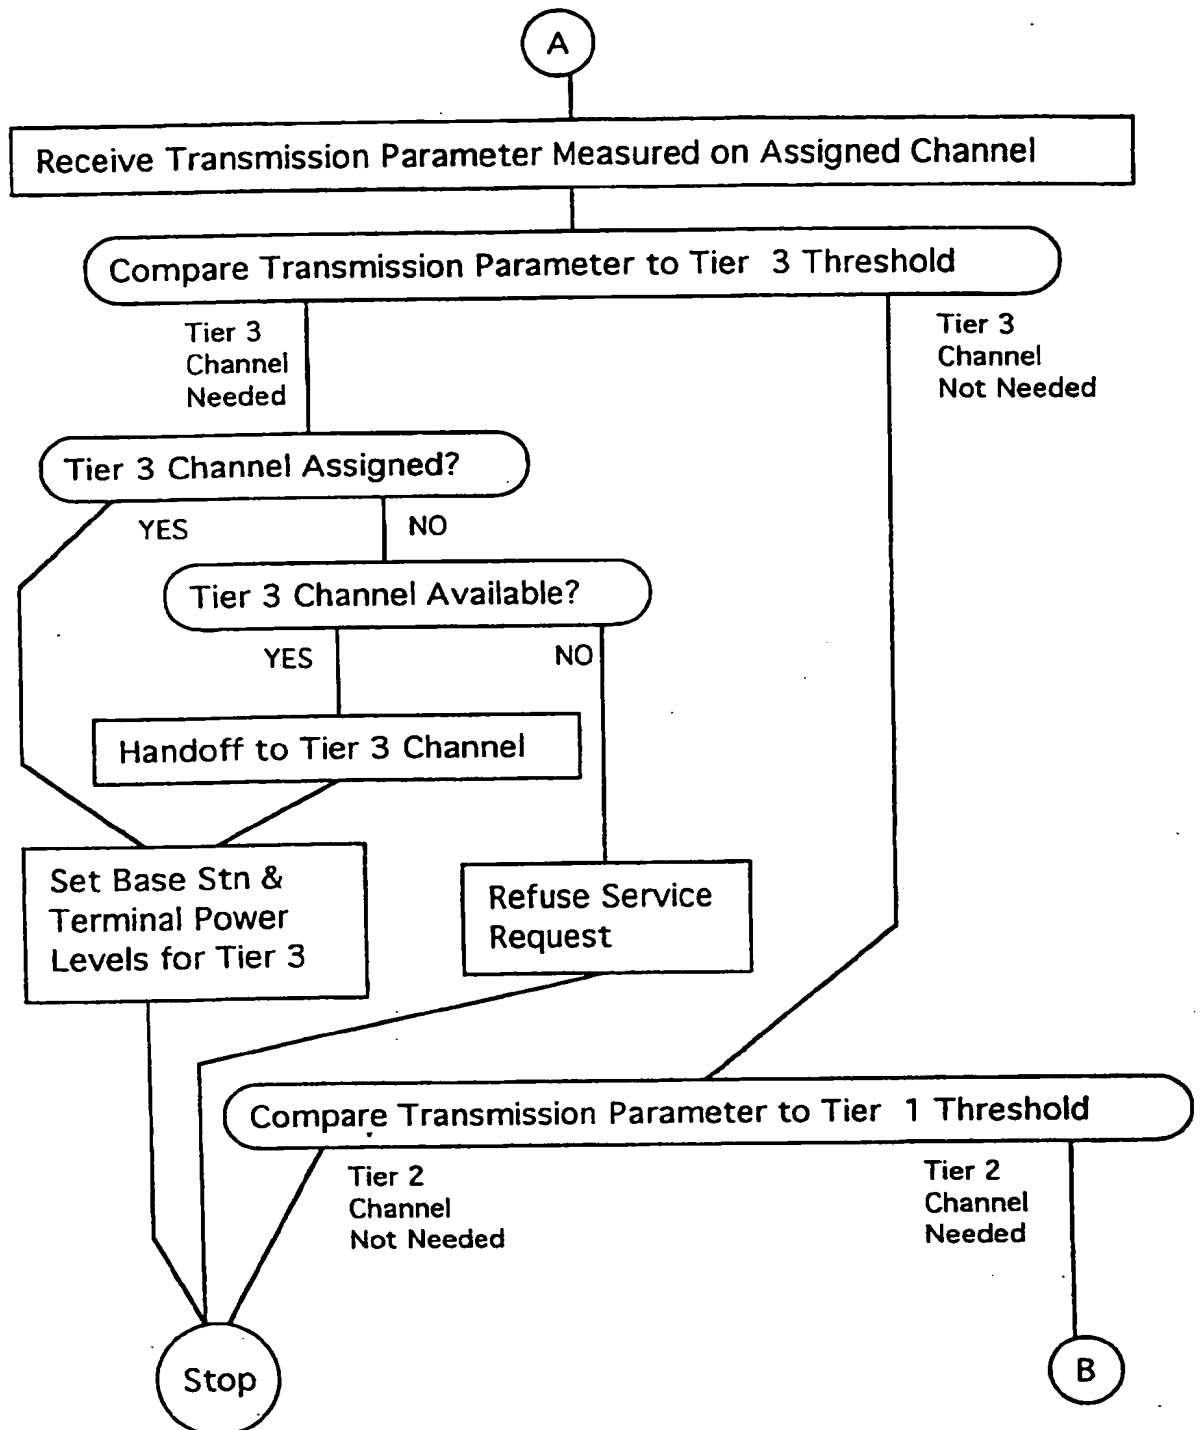 A
Receive Transmission Parameter Measured on Assigned Channel
Compare Transmission Parameter to Tier 3 Threshold
Tier 3
Channel
Needed
Tier 3
Channel
Not Needed
Tier 3 Channel Assigned?
YES
NO
Tier 3 Channel Available?
YES
NO
Handoff to Tier 3 Channel
Set Base Stn &
Terminal Power
Levels for Tier 3
Refuse Service
Request
Compare Transmission Parameter to Tier 1 Threshold
Tier 2
Channel
Not Needed
Tier 2
Channel
Needed
Stop
B